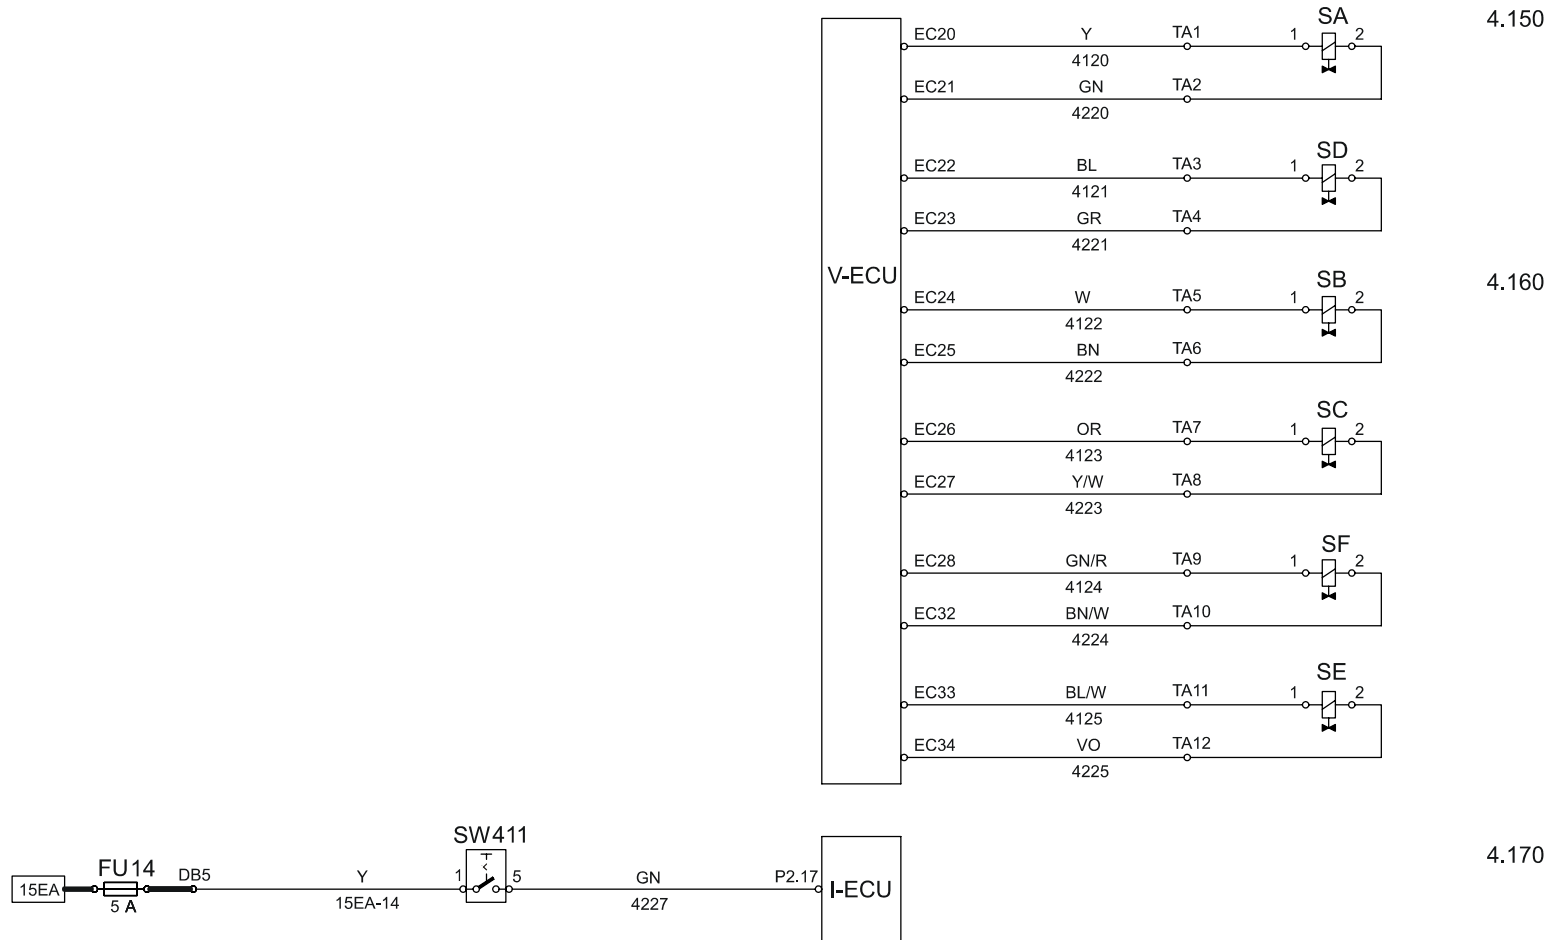 SA 4.150
EC20 Y TA1 1 2
4120
EC21 GN TA2
4220
SD
EC22 BL TA3 1 2
4121
EC23 GR TA4
4221
V-ECU SB 4.160
EC24 W TA5 1 2
4122
EC25 BN TA6
4222
SC
EC26 OR TA7 1 2
4123
EC27 Y/W TA8
4223
SF
EC28 GN/R TA9 1 2
4124
EC32 BN/W TA10
4224
SE
EC33 BL/W TA11 1 2
4125
EC34 VO TA12
4225
SW411
FU14 4.170
DB5 Y 1 5 GN P2.17
15EA I-ECU
5 A 15EA-14 4227